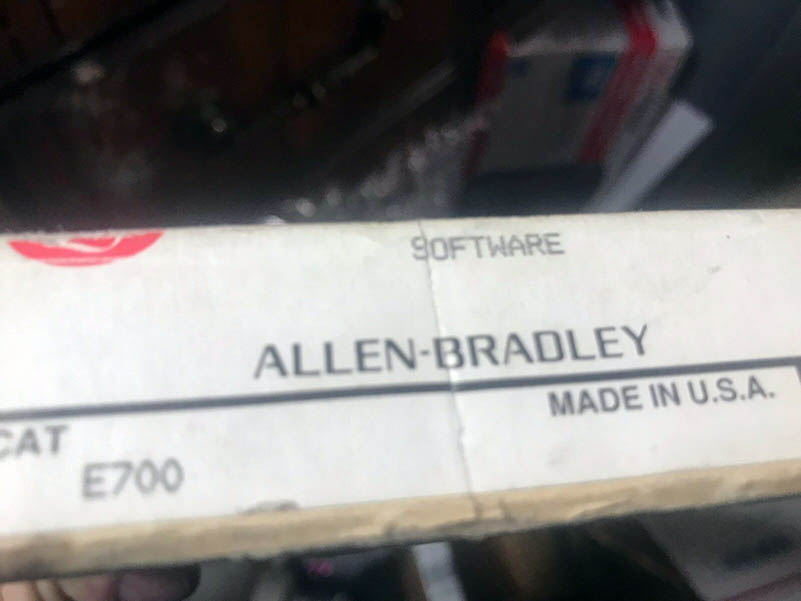 SOFTWARE
ALLEN-BRADLEY
MADE IN U.S.A.
CAT
E700